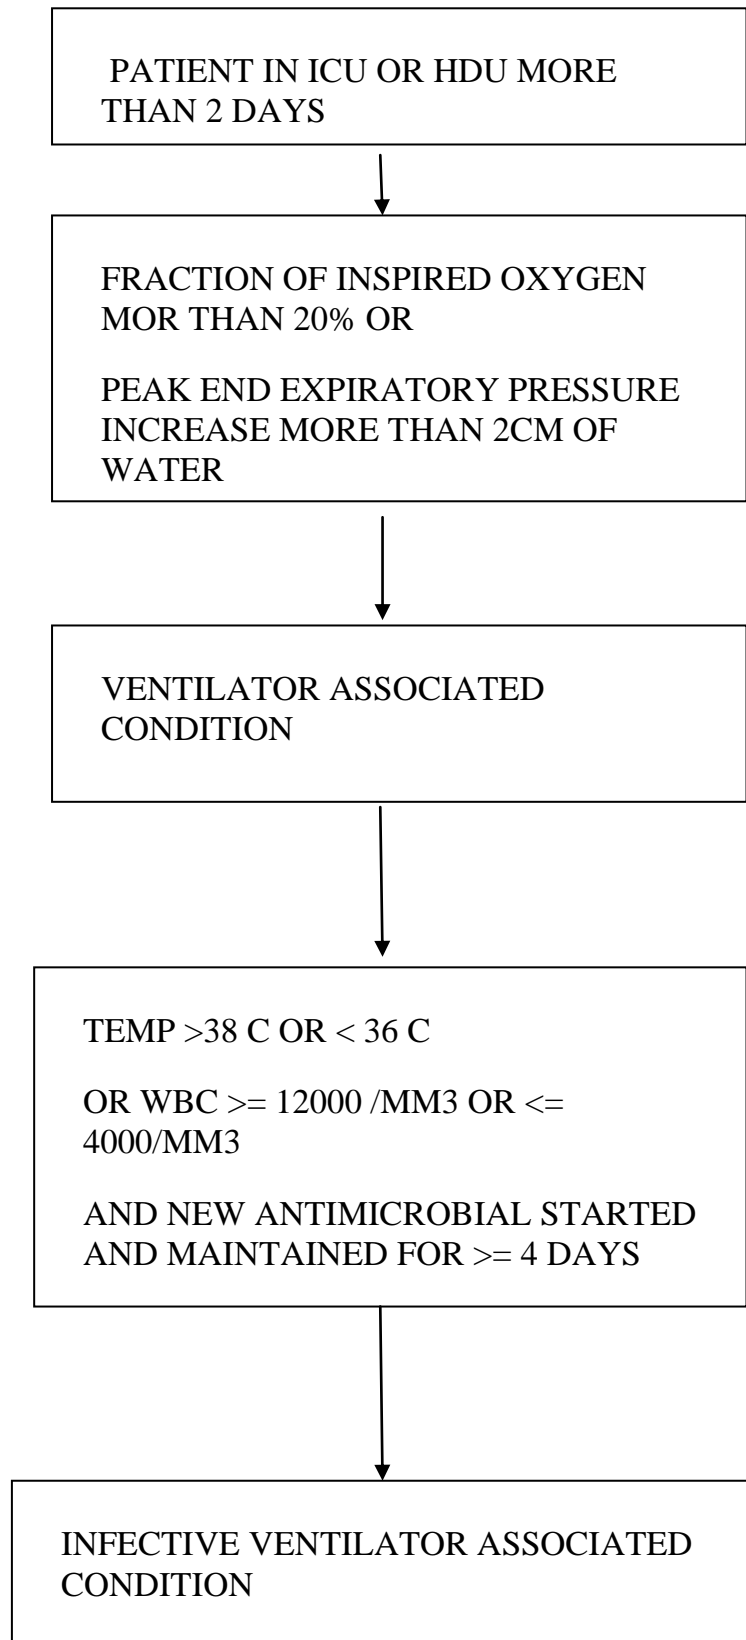 PATIENT IN ICU OR HDU MORE
THAN 2 DAYS
FRACTION OF INSPIRED OXYGEN
MOR THAN 20% OR
PEAK END EXPIRATORY PRESSURE
INCREASE MORE THAN 2CM OF
WATER
VENTILATOR ASSOCIATED
CONDITION
TEMP >38 C OR < 36 C
OR WBC >= 12000 /MM3 OR <=
4000/MM3
AND NEW ANTIMICROBIAL STARTED
AND MAINTAINED FOR >= 4 DAYS
INFECTIVE VENTILATOR ASSOCIATED
CONDITION